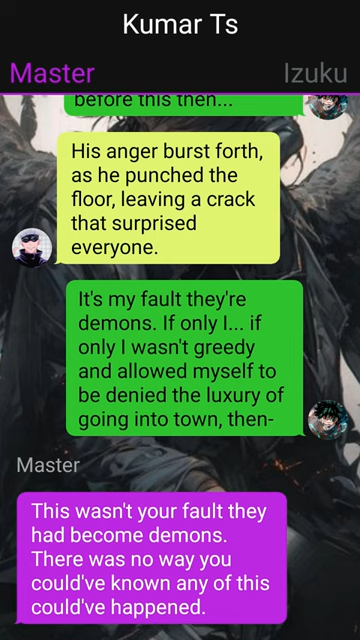 Kumar Ts
Master
Izuku
before this then...
His anger burst forth,
as he punched the
floor, leaving a crack
that surprised
everyone.
It's my fault they're
demons. If only I... if
only I wasn't greedy
and allowed myself to
be denied the luxury of
going into town, then-
Master
This wasn't your fault they
had become demons.
There was no way you
could've known any of this
could've happened.